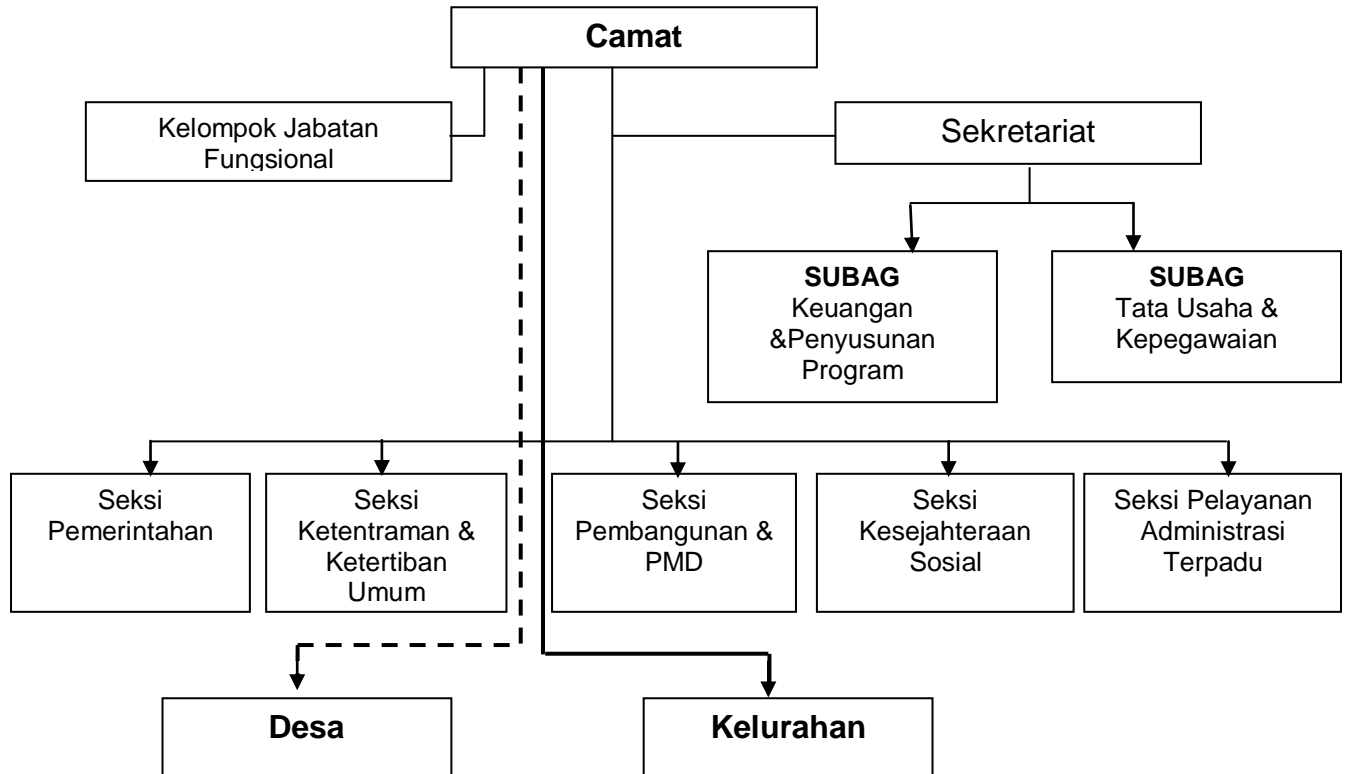 Camat
Kelompok Jabatan
Fungsional
Sekretariat
SUBAG
Keuangan
&Penyusunan
Program
SUBAG
Tata Usaha &
Kepegawaian
Seksi
Pemerintahan
Seksi
Ketentraman &
Ketertiban
Umum
Seksi
Pembangunan &
PMD
Seksi
Kesejahteraan
Sosial
Seksi Pelayanan
Administrasi
Terpadu
Desa
Kelurahan